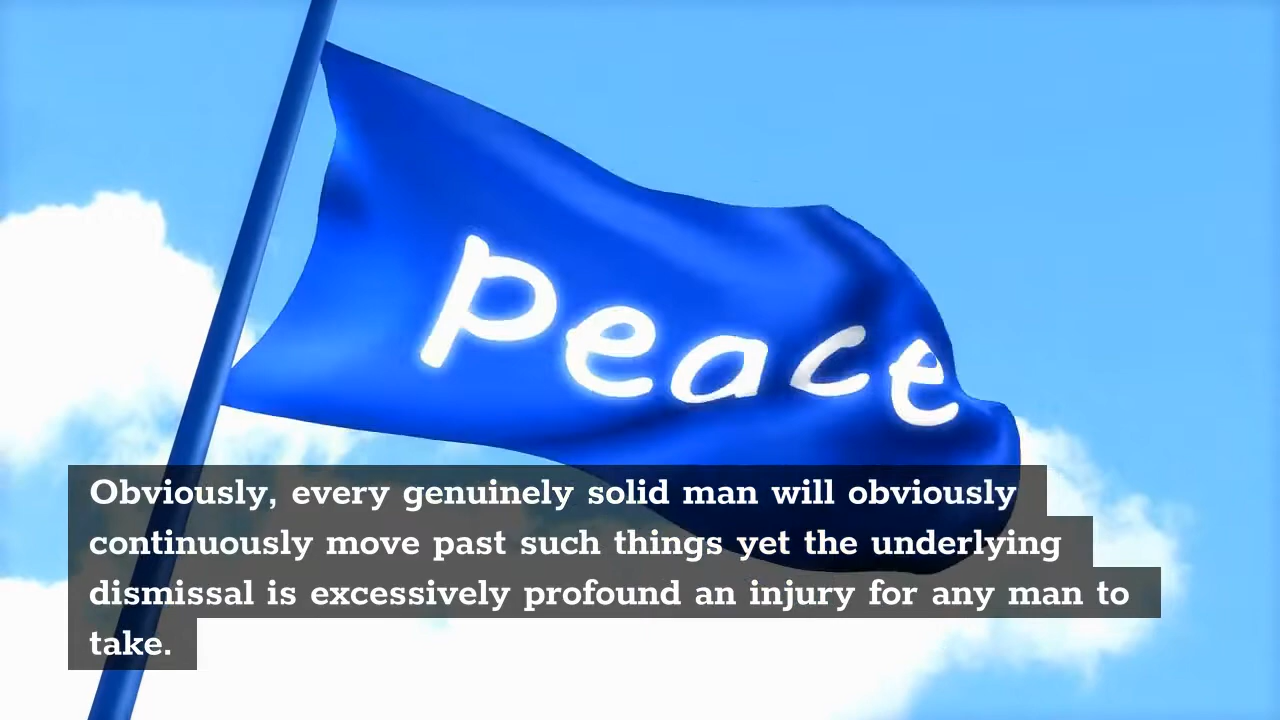 peace
Obviously, every genuinely solid man will obviously
continuously move past such things yet the underlying
dismissal is excessively profound an injury for any man to
take.